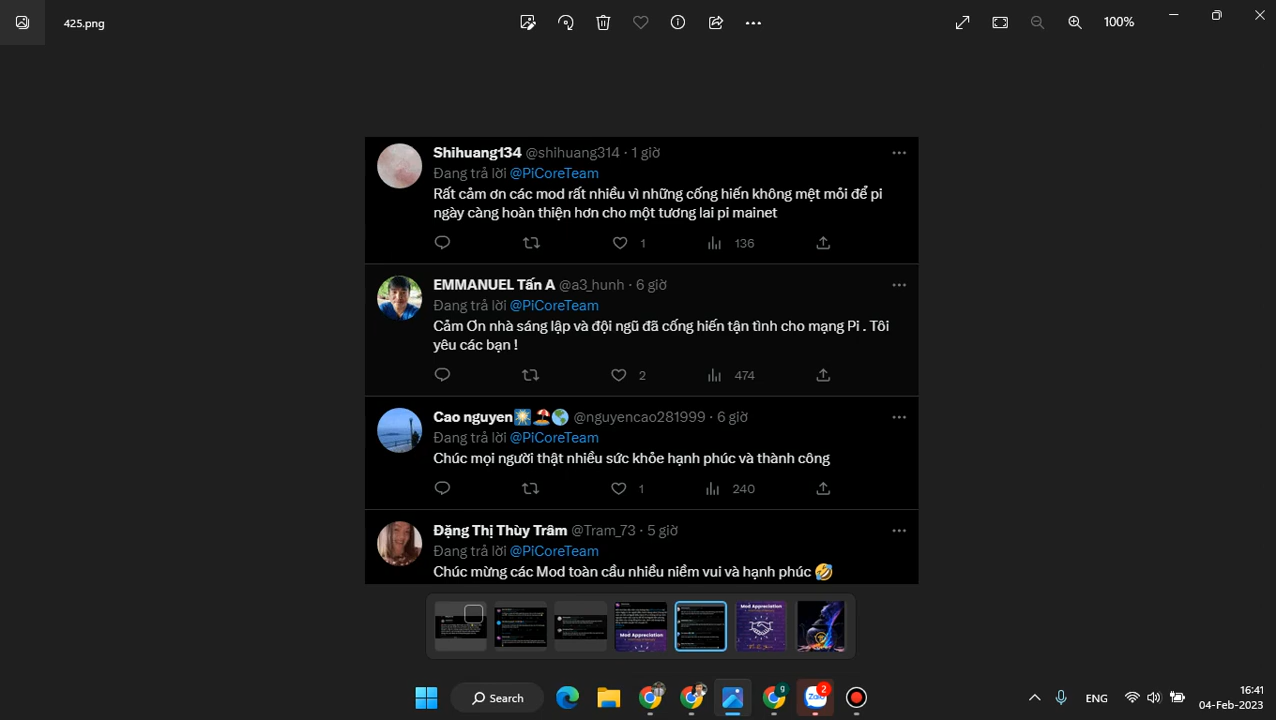 425.png
100%
Shihuang134 @shihuang314 · 1 giờ
Đang trả lời @PiCoreTeam
Rất cảm ơn các mod rất nhiều vì những cống hiến không mệt mỏi để pi
ngày càng hoàn thiện hơn cho một tương lai pi mainet
1 136
EMMANUEL Tấn A @a3_hunh · 6 giờ
Đang trả lời @PiCoreTeam
Cảm Ơn nhà sáng lập và đội ngũ đã cống hiến tận tình cho mạng Pi . Tôi
yêu các bạn !
2 474
Cao nguyen @nguyencao281999 · 6 giờ
Đang trả lời @PiCoreTeam
Chúc mọi người thật nhiều sức khỏe hạnh phúc và thành công
1 240
Đặng Thị Thùy Trâm @Tram_73 · 5 giờ
Đang trả lời @PiCoreTeam
Chúc mừng các Mod toàn cầu nhiều niềm vui và hạnh phúc 🤣
Mod Appreciation
Mod Appreciation
Search
9
Zalo
2
ENG
16:41
04-Feb-2023